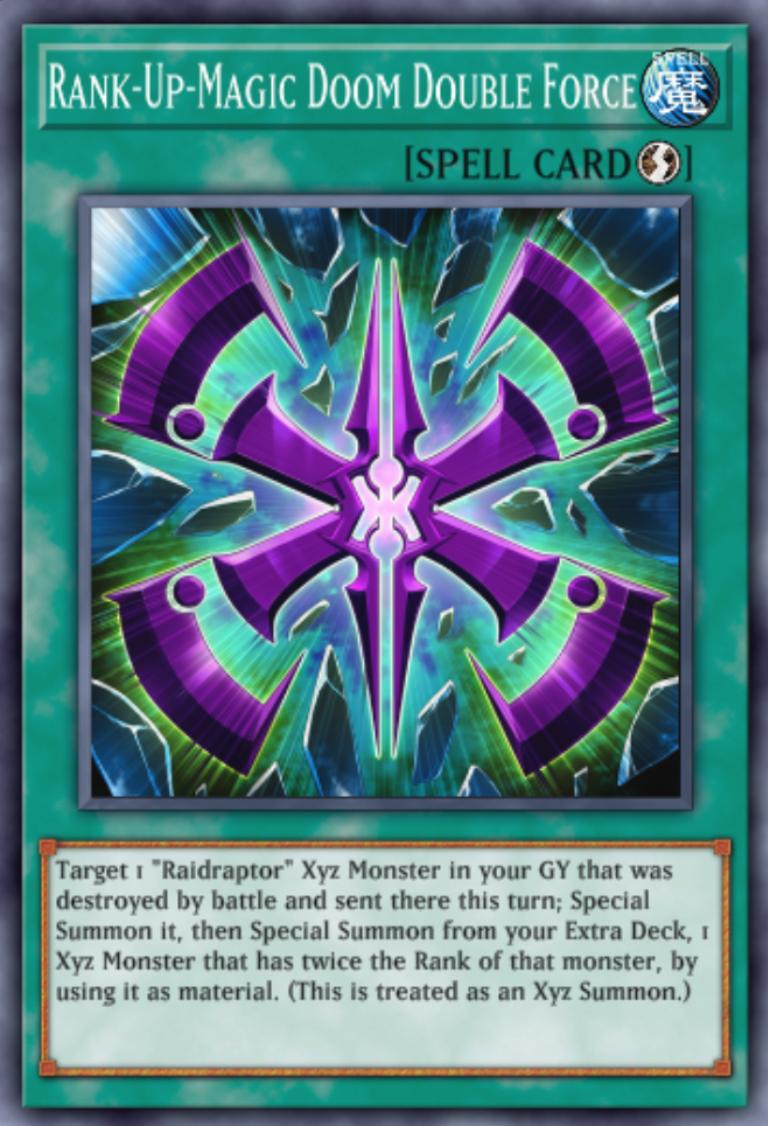 Rank-Up-Magic Doom Double Force
SPELL
魔
[SPELL CARD]
Target 1 "Raidraptor" Xyz Monster in your GY that was
destroyed by battle and sent there this turn; Special
Summon it, then Special Summon from your Extra Deck, 1
Xyz Monster that has twice the Rank of that monster, by
using it as material. (This is treated as an Xyz Summon.)